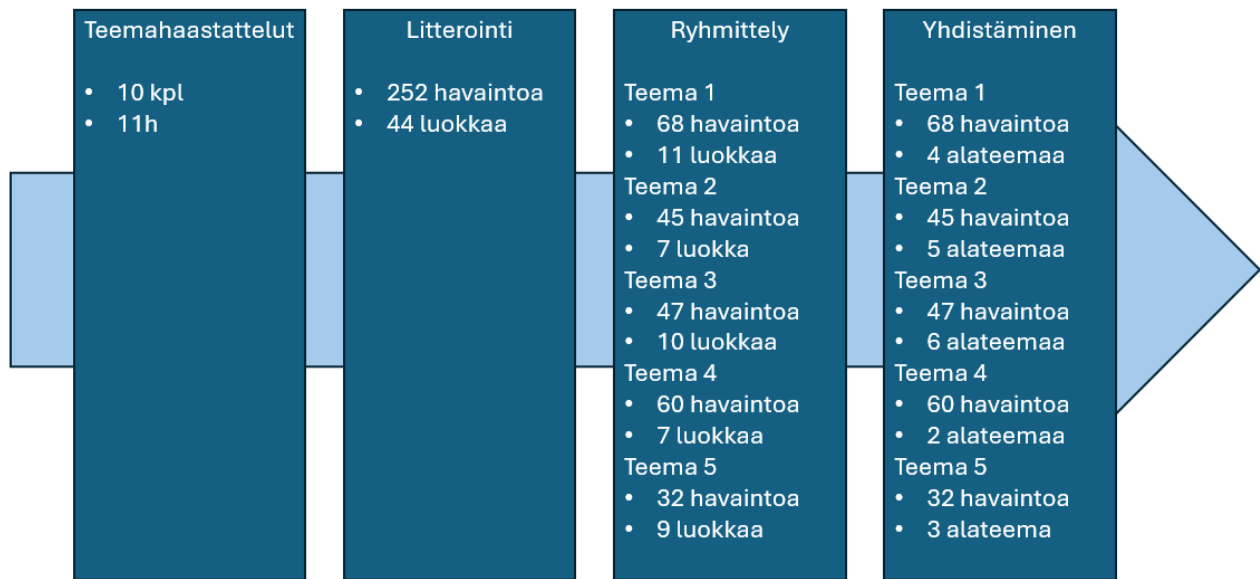 Teemahaastattelut
• 10 kpl
• 11h
Litterointi
• 252 havaintoa
• 44 luokkaa
Ryhmittely
Teema 1
• 68 havaintoa
• 11 luokkaa
Teema 2
• 45 havaintoa
• 7 luokka
Teema 3
• 47 havaintoa
• 10 luokkaa
Teema 4
• 60 havaintoa
• 7 luokkaa
Teema 5
• 32 havaintoa
• 9 luokkaa
Yhdistäminen
Teema 1
• 68 havaintoa
• 4 alateemaa
Teema 2
• 45 havaintoa
• 5 alateemaa
Teema 3
• 47 havaintoa
• 6 alateemaa
Teema 4
• 60 havaintoa
• 2 alateemaa
Teema 5
• 32 havaintoa
• 3 alateema